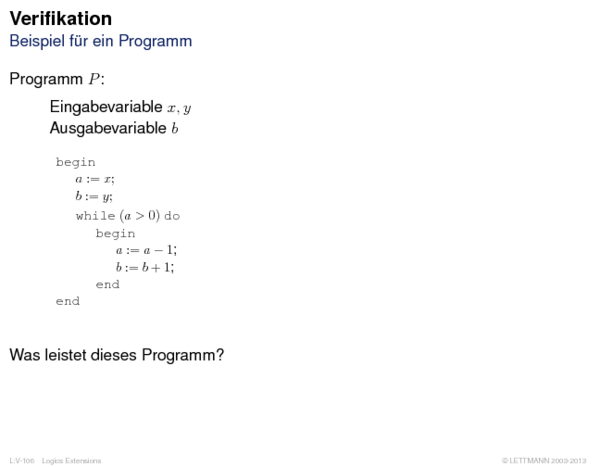 Verifikation
Beispiel für ein Programm
Programm P:
Eingabevariable x, y
Ausgabevariable b
begin
a := x;
b := y;
while (a > 0) do
begin
a := a − 1;
b := b + 1;
end
end
Was leistet dieses Programm?
L:V-106 Logics Extensions
© LETTMANN 2003-2013